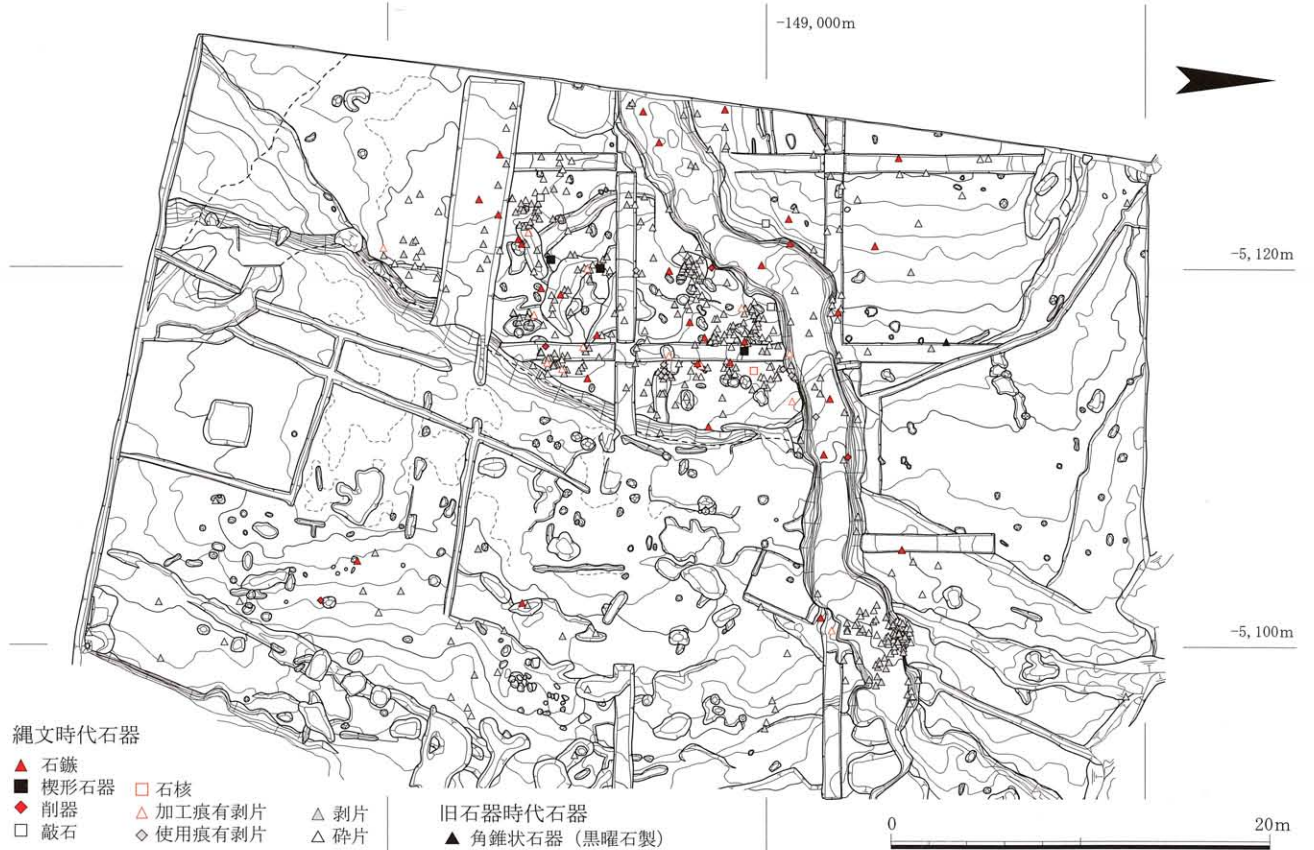 -149,000m
-5,120m
-5,100m
縄文時代石器
石鏃
楔形石器
削器
敲石
石核
加工痕有剥片
使用痕有剥片
剥片
砕片
旧石器時代石器
角錐状石器（黒曜石製）
0 20m